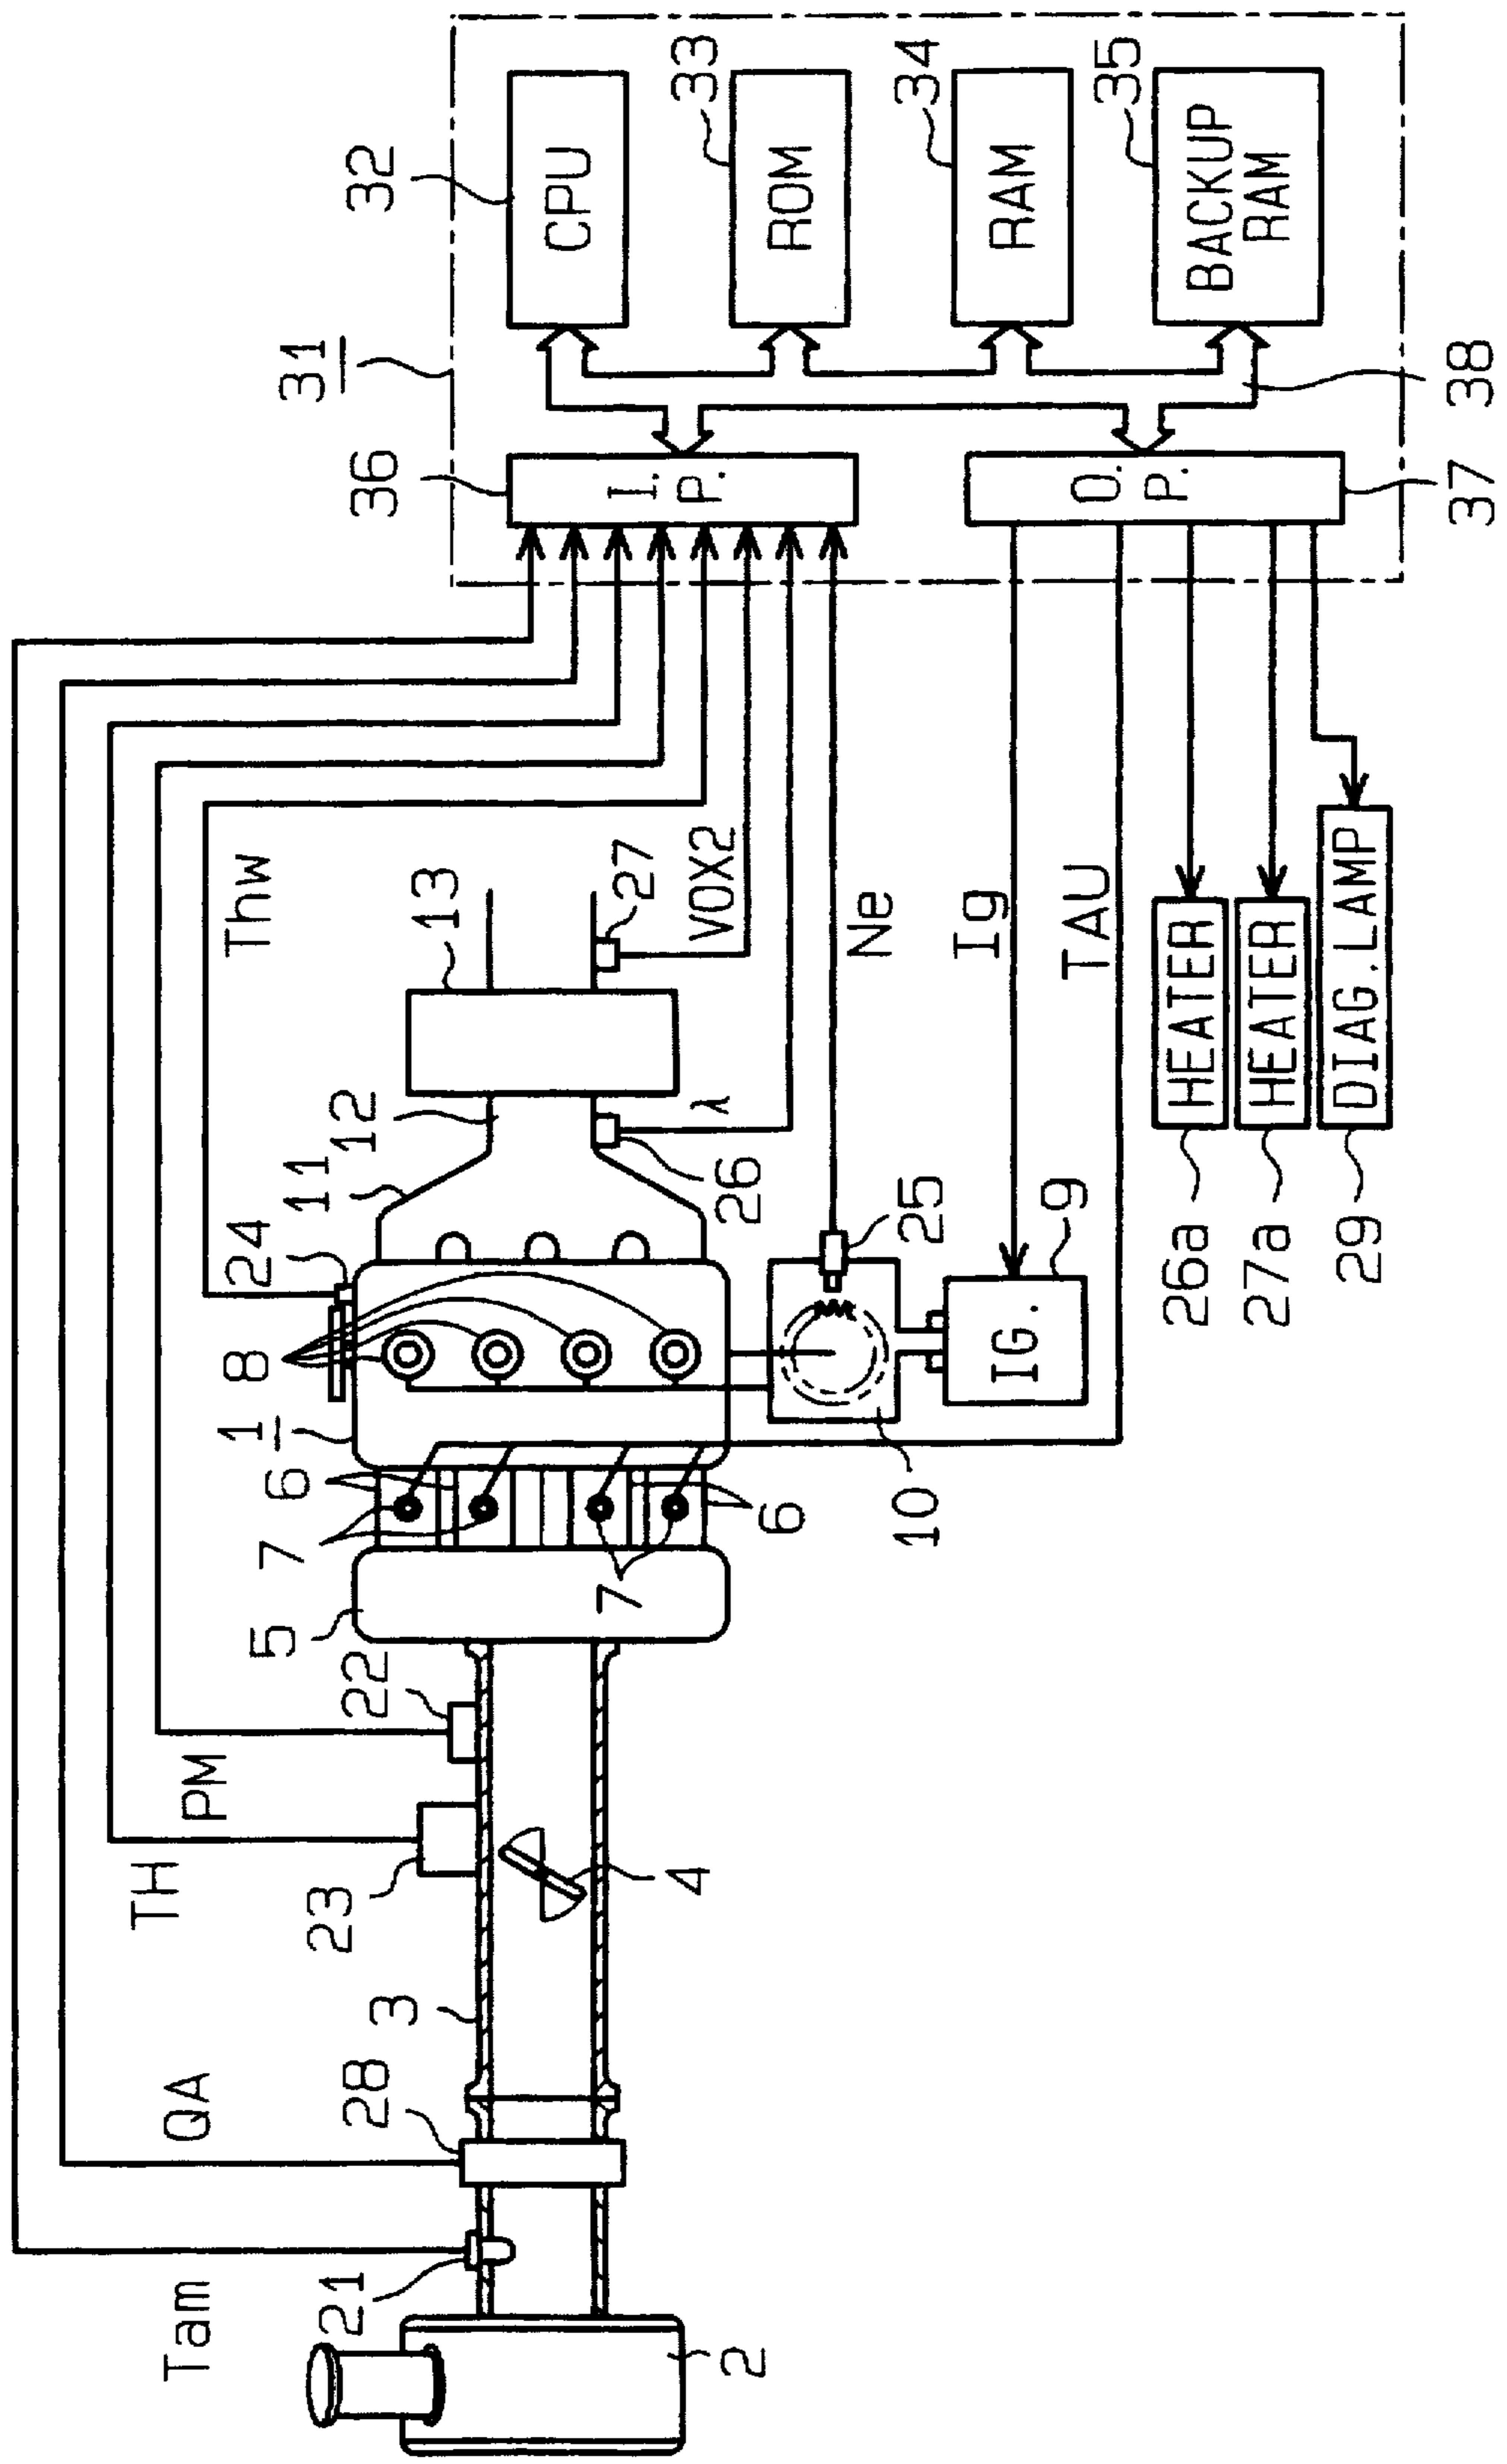 31
32
33
34
35
CPU
ROM
RAM
BACKUP
RAM
36
I.
P.
O.
P.
37
38
Tam
QA
TH
PM
Thw
VOX2
λ
Ne
Ig
TAU
2
21
28
3
4
23
22
5
7
7
6
6
1
8
24
11
12
13
26
27
10
25
9
IG.
HEATER
26a
HEATER
27a
DIAG.LAMP
29